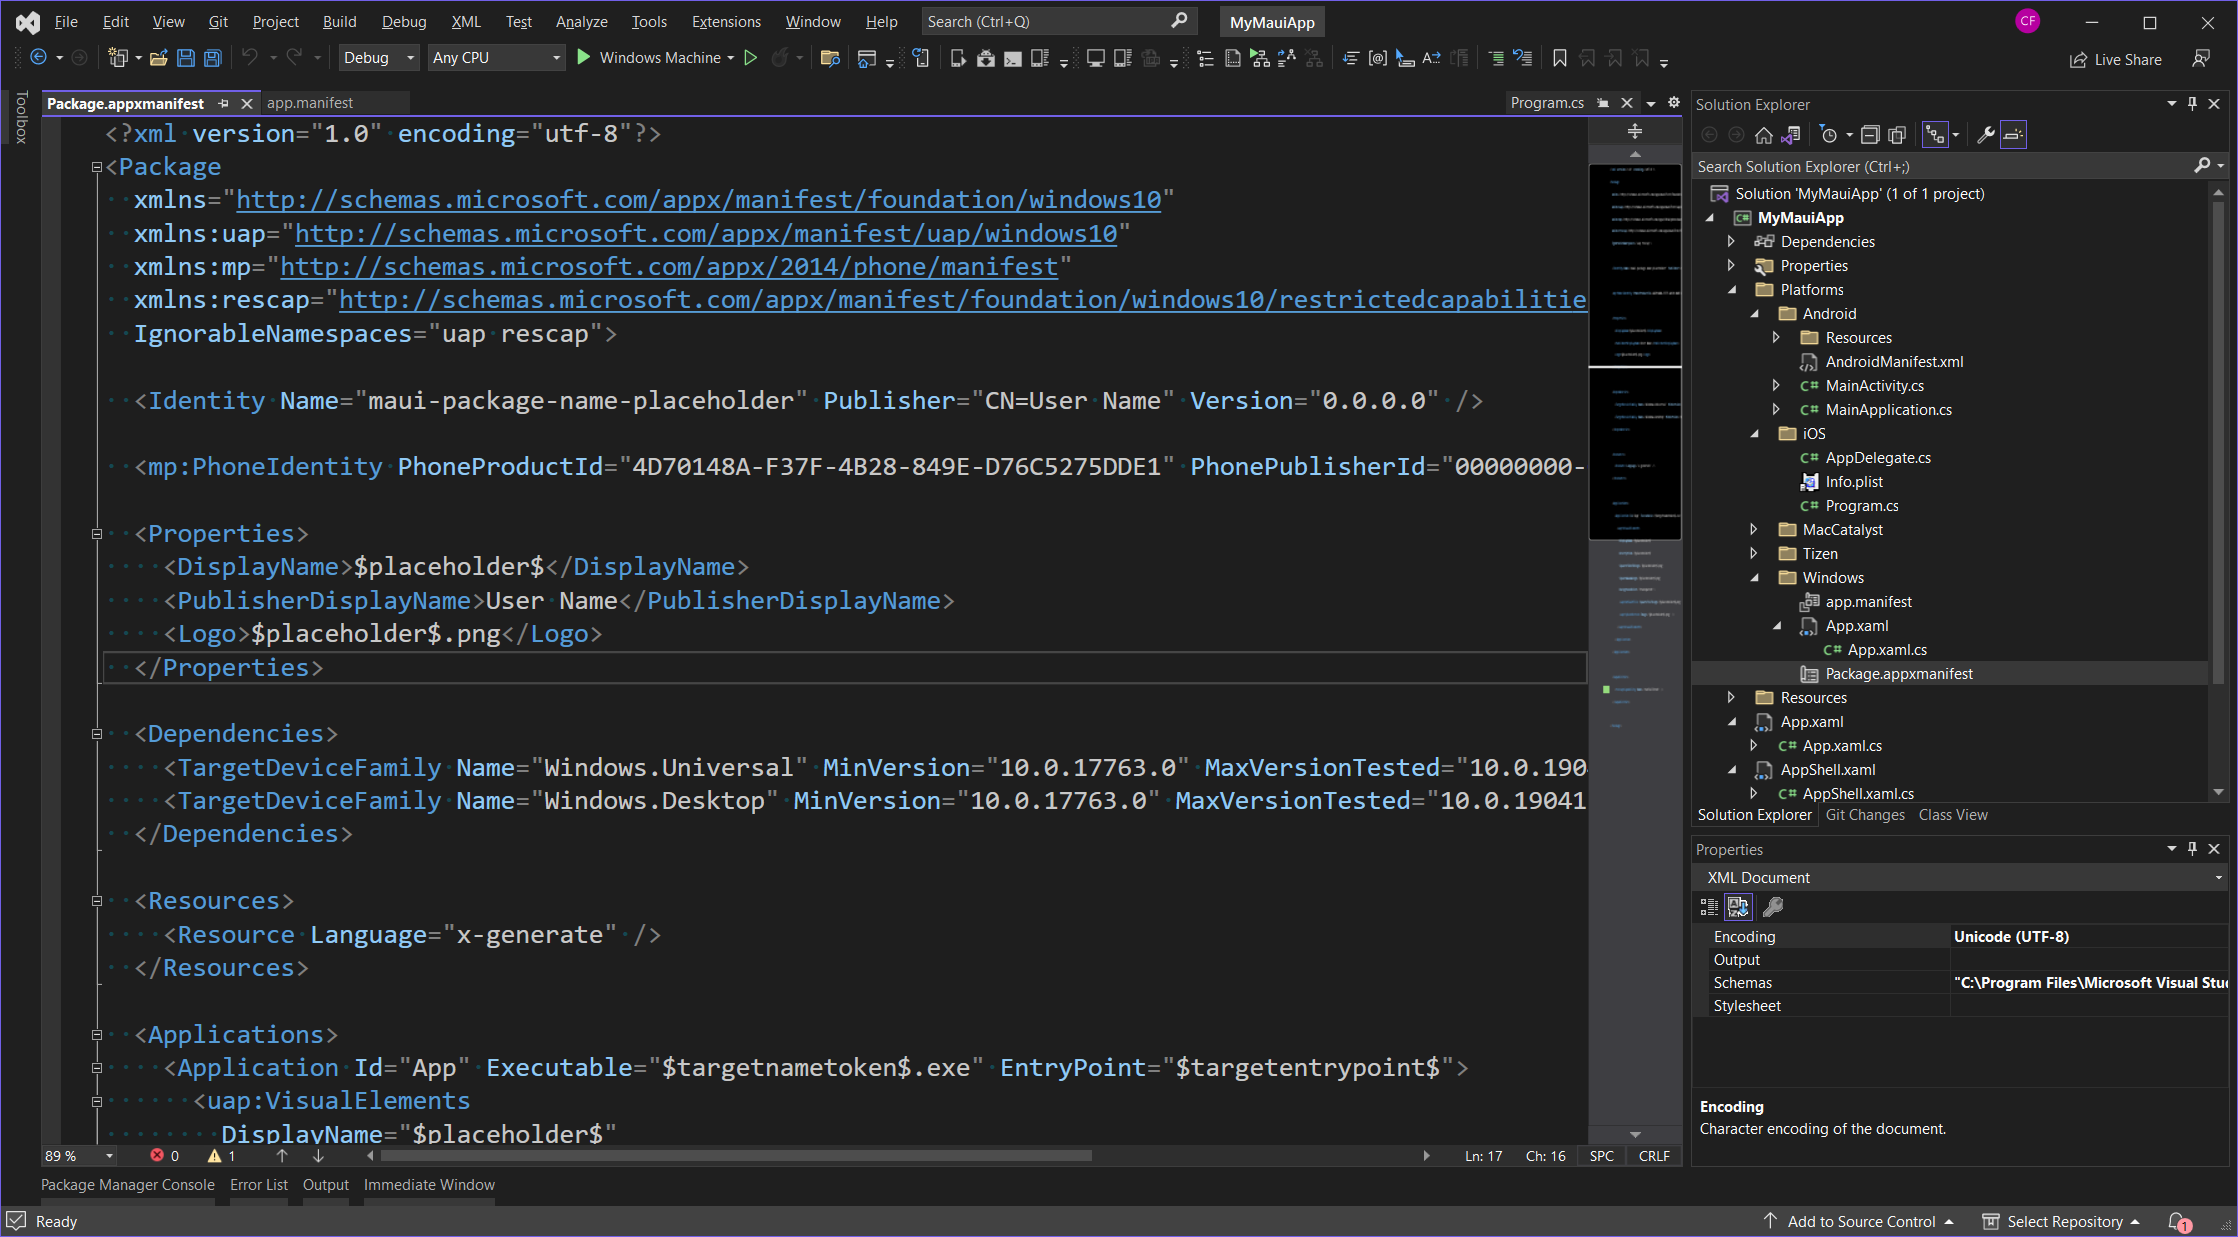 File Edit View Git Project Build Debug XML Test Analyze Tools Extensions Window Help Search (Ctrl+Q) MyMauiApp CF
Debug Any CPU Windows Machine Live Share
Toolbox
Package.appxmanifest app.manifest Program.cs
<?xml version="1.0" encoding="utf-8"?>
<Package
xmlns="http://schemas.microsoft.com/appx/manifest/foundation/windows10"
xmlns:uap="http://schemas.microsoft.com/appx/manifest/uap/windows10"
xmlns:mp="http://schemas.microsoft.com/appx/2014/phone/manifest"
xmlns:rescap="http://schemas.microsoft.com/appx/manifest/foundation/windows10/restrictedcapabilitie
IgnorableNamespaces="uap rescap">
<Identity Name="maui-package-name-placeholder" Publisher="CN=User Name" Version="0.0.0.0" />
<mp:PhoneIdentity PhoneProductId="4D70148A-F37F-4B28-849E-D76C5275DDE1" PhonePublisherId="00000000-
<Properties>
<DisplayName>$placeholder$</DisplayName>
<PublisherDisplayName>User Name</PublisherDisplayName>
<Logo>$placeholder$.png</Logo>
</Properties>
<Dependencies>
<TargetDeviceFamily Name="Windows.Universal" MinVersion="10.0.17763.0" MaxVersionTested="10.0.190
<TargetDeviceFamily Name="Windows.Desktop" MinVersion="10.0.17763.0" MaxVersionTested="10.0.19041
</Dependencies>
<Resources>
<Resource Language="x-generate" />
</Resources>
<Applications>
<Application Id="App" Executable="$targetnametoken$.exe" EntryPoint="$targetentrypoint$">
<uap:VisualElements
DisplayName="$placeholder$"
89 % 0 1 Ln: 17 Ch: 16 SPC CRLF
Package Manager Console Error List Output Immediate Window
Solution Explorer
Search Solution Explorer (Ctrl+;)
Solution 'MyMauiApp' (1 of 1 project)
C# MyMauiApp
Dependencies
Properties
Platforms
Android
Resources
AndroidManifest.xml
C# MainActivity.cs
C# MainApplication.cs
iOS
C# AppDelegate.cs
Info.plist
C# Program.cs
MacCatalyst
Tizen
Windows
app.manifest
App.xaml
C# App.xaml.cs
Package.appxmanifest
Resources
App.xaml
C# App.xaml.cs
AppShell.xaml
C# AppShell.xaml.cs
Solution Explorer Git Changes Class View
Properties
XML Document
Encoding Unicode (UTF-8)
Output
Schemas "C:\Program Files\Microsoft Visual Stu
Stylesheet
Encoding
Character encoding of the document.
Ready Add to Source Control Select Repository 1